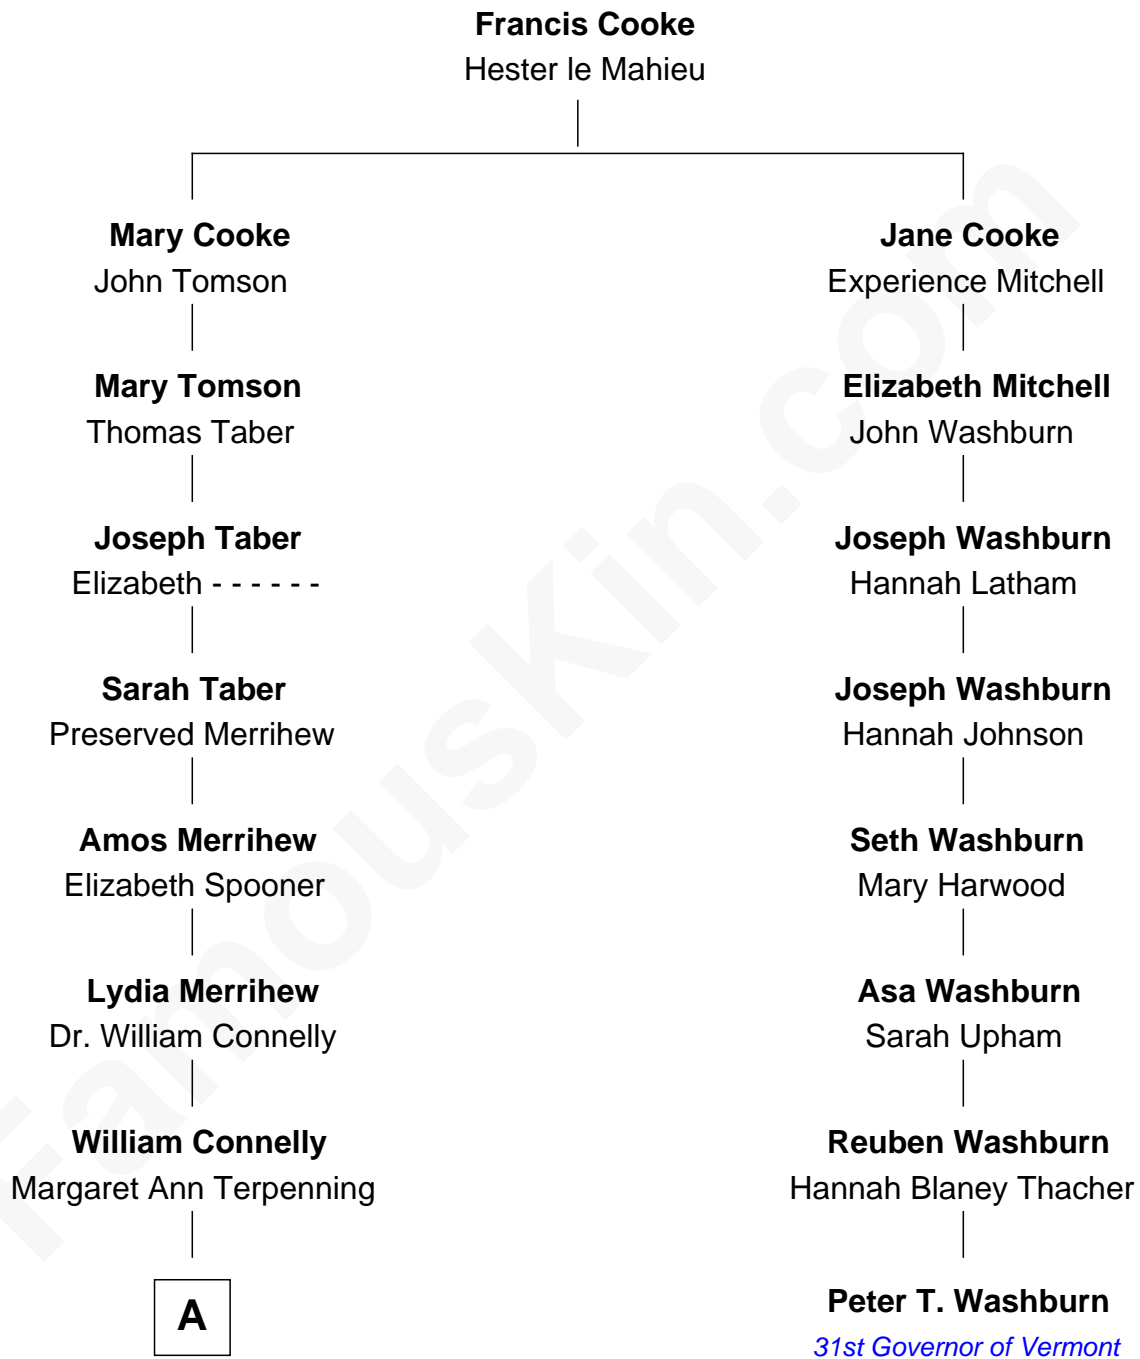 Francis Cooke
Hester le Mahieu
Mary Cooke
John Tomson
Mary Tomson
Thomas Taber
Joseph Taber
Elizabeth - - - - - -
Sarah Taber
Preserved Merrihew
Amos Merrihew
Elizabeth Spooner
Lydia Merrihew
Dr. William Connelly
William Connelly
Margaret Ann Terpenning
A
Jane Cooke
Experience Mitchell
Elizabeth Mitchell
John Washburn
Joseph Washburn
Hannah Latham
Joseph Washburn
Hannah Johnson
Seth Washburn
Mary Harwood
Asa Washburn
Sarah Upham
Reuben Washburn
Hannah Blaney Thacher
Peter T. Washburn
31st Governor of Vermont
FamousKin.com